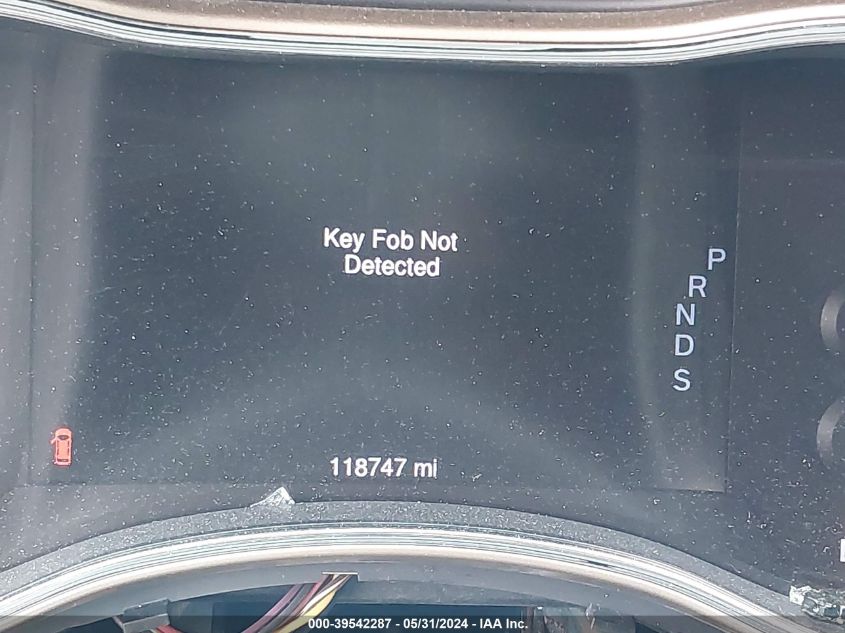 Key Fob Not
Detected
P
R
N
D
S
118747 mi
000-39542287 - 05/31/2024 - IAA Inc.